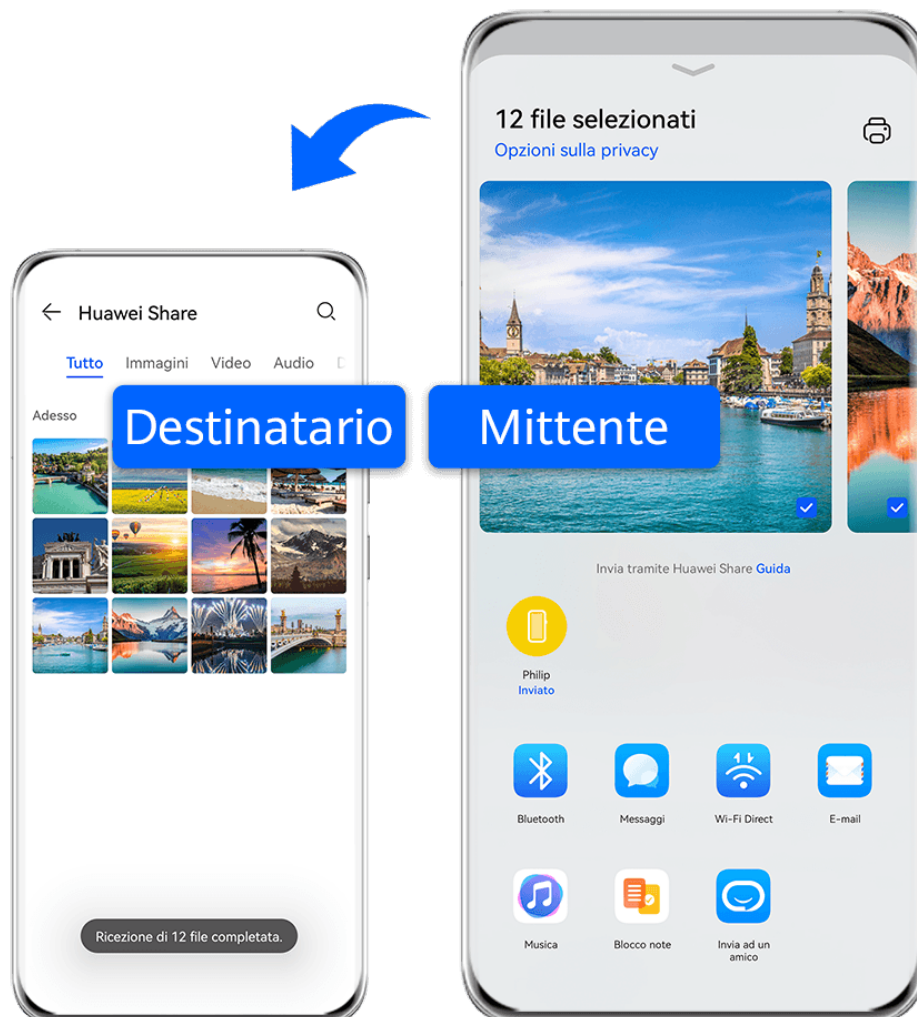 12 file selezionati
Opzioni sulla privacy
Huawei Share
Tutto Immagini Video Audio
Adesso
Destinatario
Mittente
Invia tramite Huawei Share Guida
Philip
Inviato
Bluetooth Messaggi Wi-Fi Direct E-mail
Musica Blocco note Invia ad un
amico
Ricezione di 12 file completata.